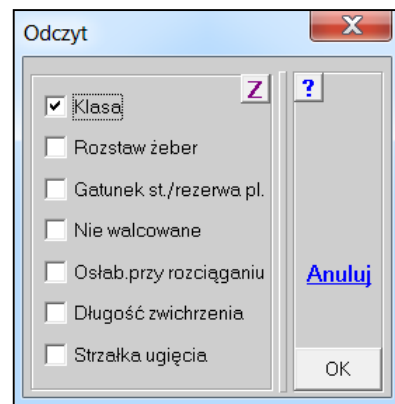 Odczyt
X
Z
?
Klasa
Rozstaw żeber
Gatunek st./rezerwa pl.
Nie walcowane
Osłab.przy rozciąganiu
Anuluj
Długość zwichrzenia
Strzałka ugięcia
OK